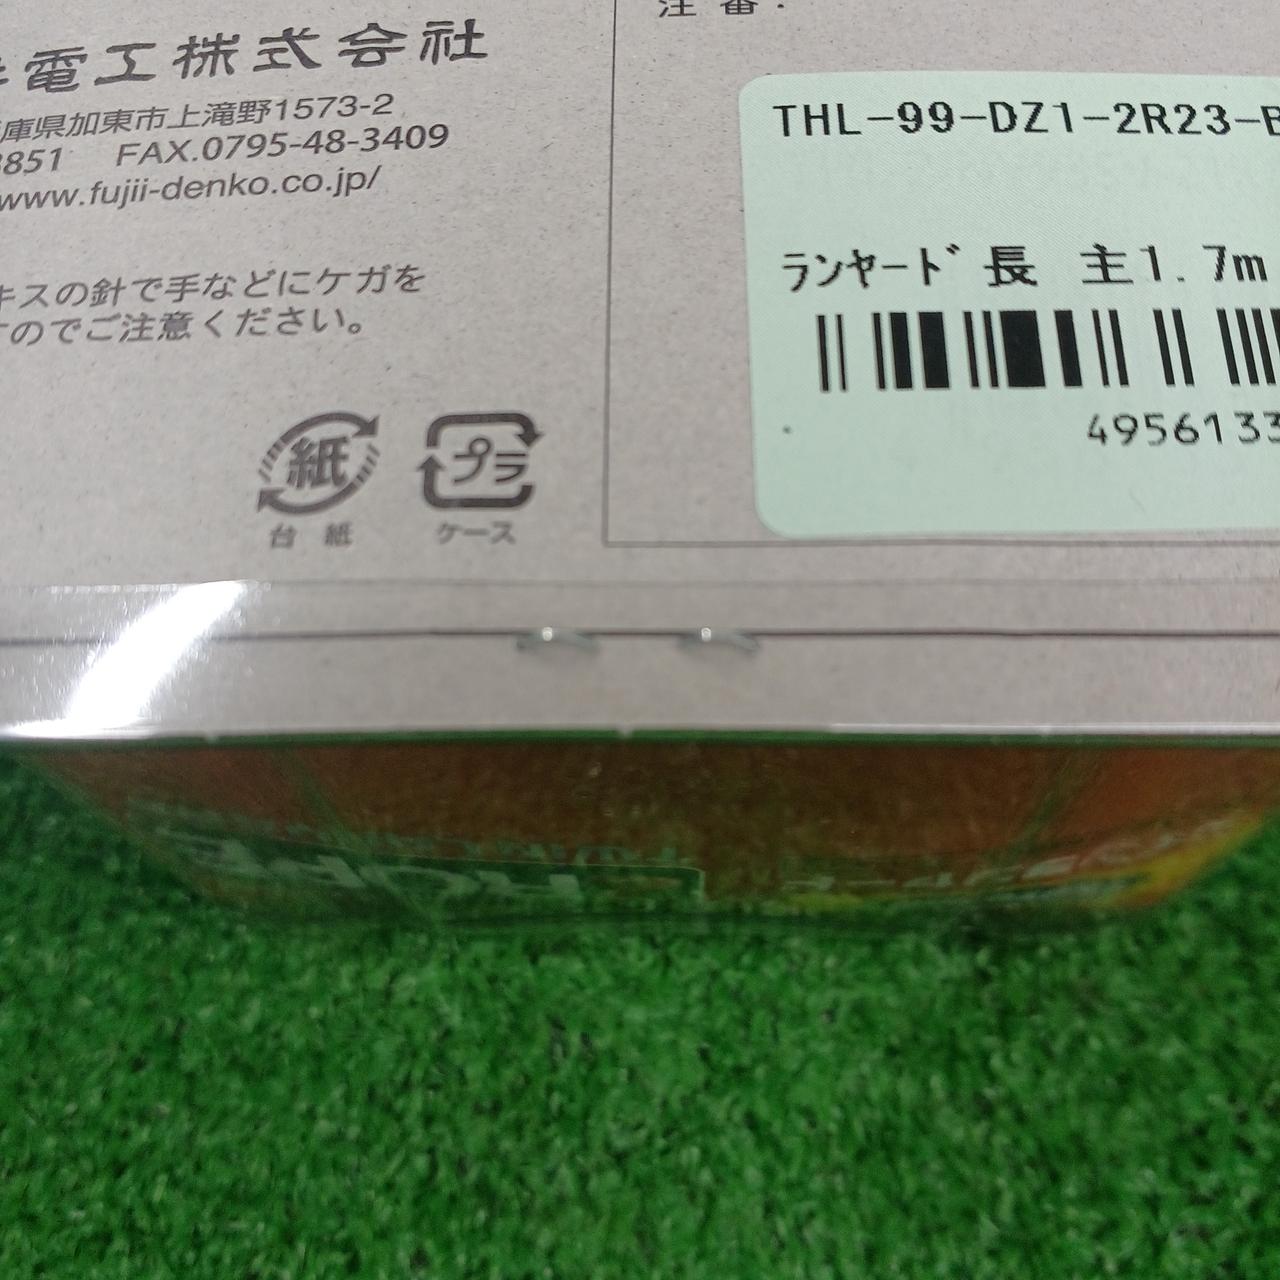 電工株式会社
庫県加東市上滝野1573-2
851 FAX.0795-48-3409
www.fujii-denko.co.jp/
キスの針で手などにケガを
のでご注意ください。
紙
台 紙
プラ
ケース
注 番:
THL-99-DZ1-2R23-B
ﾗﾝﾔｰﾄﾞ 長 主1.7m
4956133